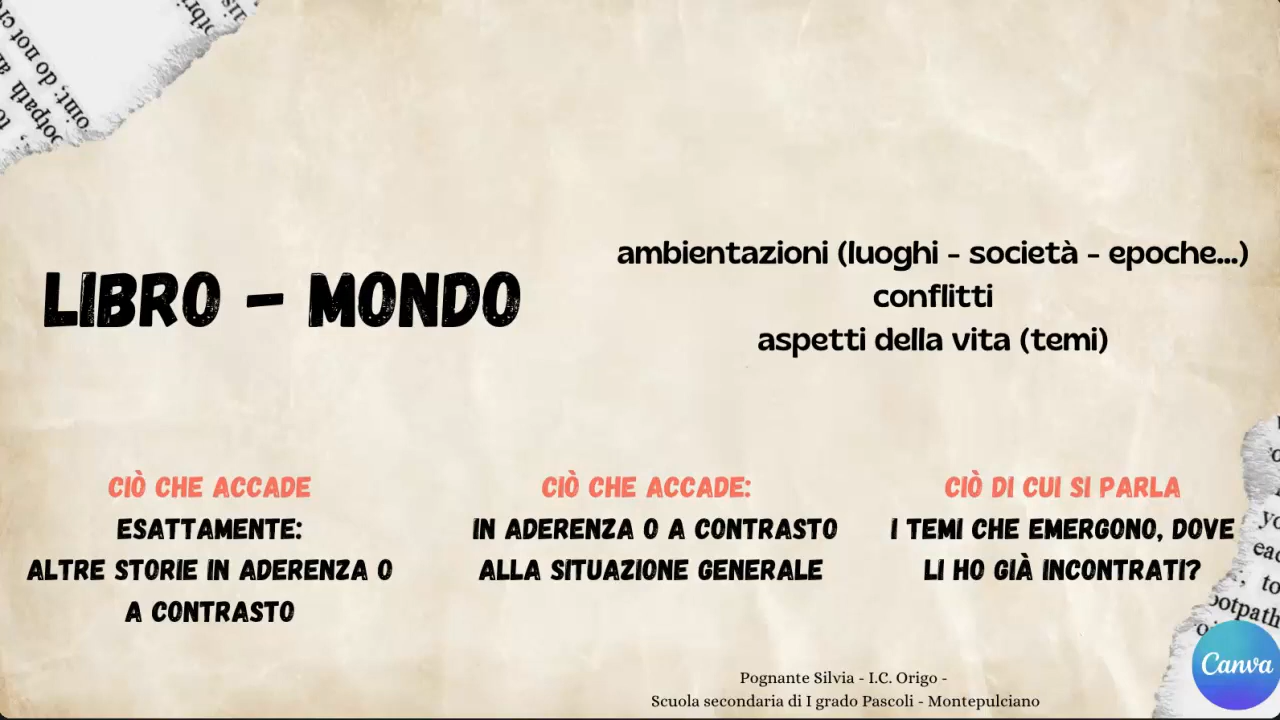 LIBRO - MONDO
ambientazioni (luoghi - società - epoche...)
conflitti
aspetti della vita (temi)
CIÒ CHE ACCADE
ESATTAMENTE:
ALTRE STORIE IN ADERENZA O
A CONTRASTO
CIÒ CHE ACCADE:
IN ADERENZA O A CONTRASTO
ALLA SITUAZIONE GENERALE
CIÒ DI CUI SI PARLA
I TEMI CHE EMERGONO, DOVE
LI HO GIÀ INCONTRATI?
Pognante Silvia - I.C. Origo -
Scuola secondaria di I grado Pascoli - Montepulciano
Canva